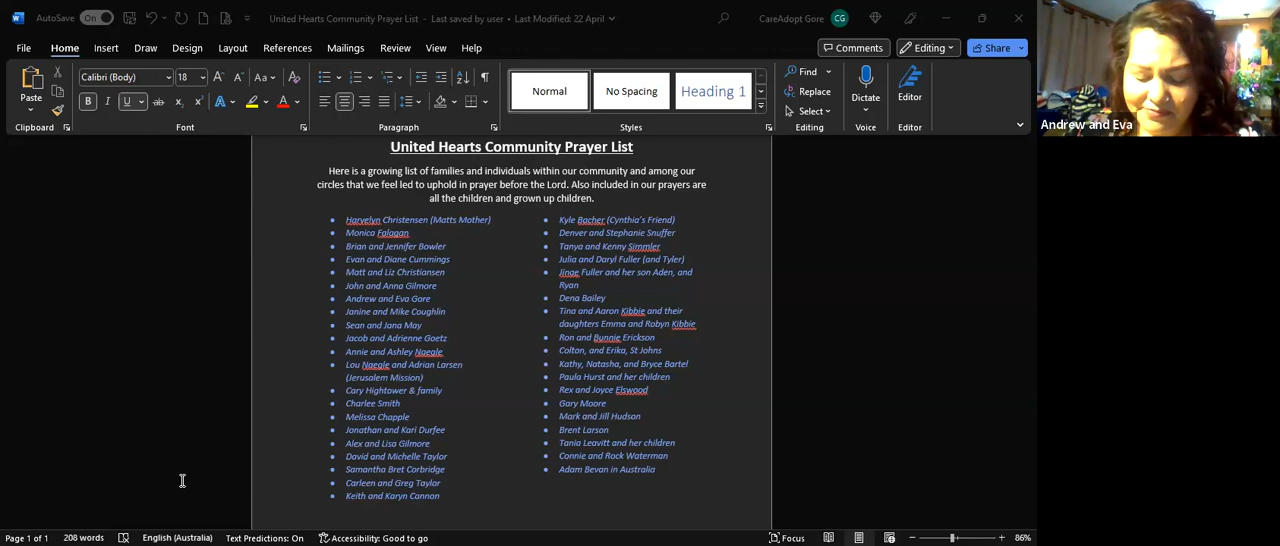 AutoSave On United Hearts Community Prayer List - Last saved by user • Last Modified: 22 April CareAdopt Gore CG
File Home Insert Draw Design Layout References Mailings Review View Help Comments Editing Share
Calibri (Body) 18
Paste
Clipboard Font Paragraph
Normal No Spacing Heading 1
Styles
Find
Replace
Select
Editing
Dictate
Voice
Editor
Editor
Andrew and Eva
United Hearts Community Prayer List
Here is a growing list of families and individuals within our community and among our
circles that we feel led to uphold in prayer before the Lord. Also included in our prayers are
all the children and grown up children.
• Haryelyn Christensen (Matts Mother)
• Monica Falagan
• Brian and Jennifer Bowler
• Evan and Diane Cummings
• Matt and Liz Christiansen
• John and Anna Gilmore
• Andrew and Eva Gore
• Janine and Mike Coughlin
• Sean and Jana May
• Jacob and Adrienne Goetz
• Annie and Ashley Naegle
• Lou Naegle and Adrian Larsen
(Jerusalem Mission)
• Cary Hightower & family
• Charlee Smith
• Melissa Chapple
• Jonathan and Kari Durfee
• Alex and Lisa Gilmore
• David and Michelle Taylor
• Samantha Bret Corbridge
• Carleen and Greg Taylor
• Keith and Karyn Cannon
• Kyle Bacher (Cynthia's Friend)
• Denver and Stephanie Snuffer
• Tanya and Kenny Simmler
• Julia and Daryl Fuller (and Tyler)
• Jinae Fuller and her son Aden, and
Ryan
• Dena Bailey
• Tina and Aaron Kibbie and their
daughters Emma and Robyn Kibbie
• Ron and Bunnie Erickson
• Colton, and Erika, St Johns
• Kathy, Natasha, and Bryce Bartel
• Paula Hurst and her children
• Rex and Joyce Elswood
• Gary Moore
• Mark and Jill Hudson
• Brent Larson
• Tania Leavitt and her children
• Connie and Rock Waterman
• Adam Bevan in Australia
Page 1 of 1 208 words English (Australia) Text Predictions: On Accessibility: Good to go Focus 86%